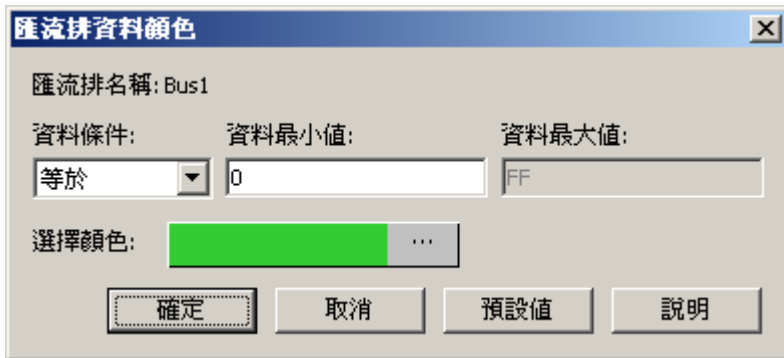 匯流排資料顏色
匯流排名稱: Bus1
資料條件: 資料最小值: 資料最大值:
等於 0 FF
選擇顏色: ...
確定 取消 預設值 說明